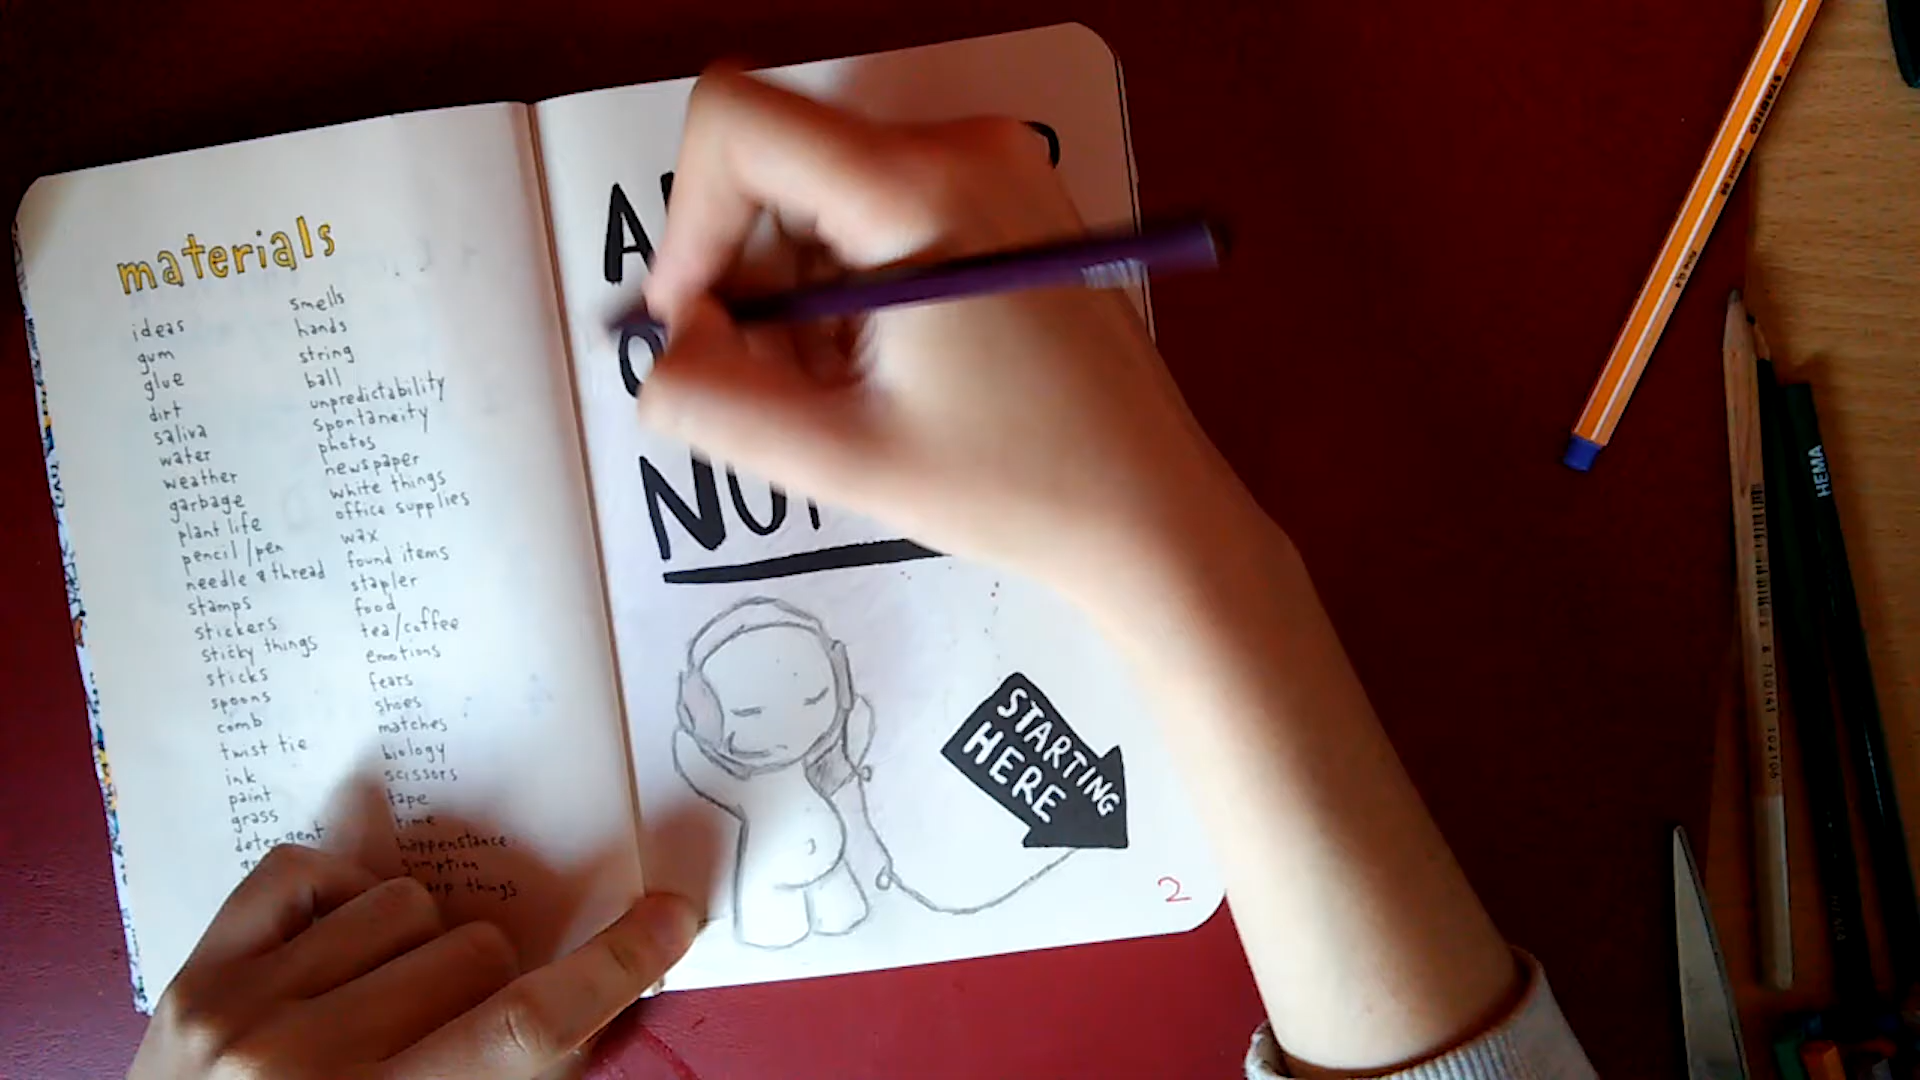 materials
ideas
gum
glue
dirt
saliva
water
weather
garbage
plant life
pencil/pen
needle & thread
stamps
stickers
sticky things
sticks
spoons
comb
twist tie
ink
paint
grass
detergent
smells
hands
string
ball
unpredictability
spontaneity
photos
newspaper
white things
office supplies
wax
found items
stapler
food
tea/coffee
emotions
fears
shoes
matches
biology
scissors
tape
time
happenstance
gumption
things
STARTING
HERE
2
STABILO
HEMA